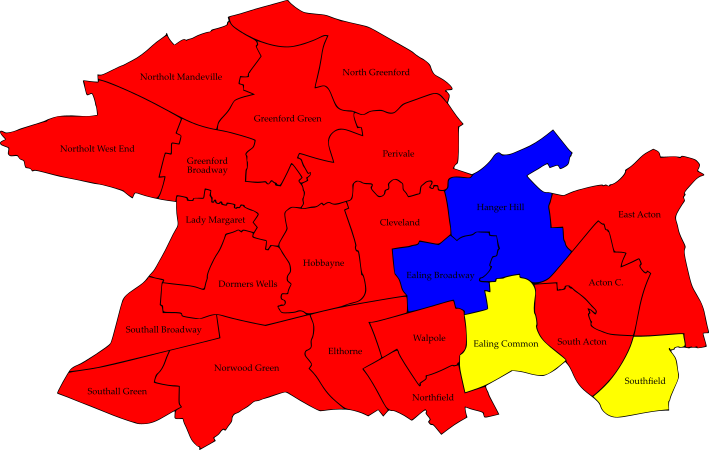 North Greenford
Northolt Mandeville
Greenford Green
Northolt West End
Perivale
Greenford
Broadway
Hanger Hill
East Acton
Lady Margaret
Cleveland
Hobbayne
Ealing Broadway
Dormers Wells
Acton C.
Southall Broadway
Walpole
South Acton
Ealing Common
Elthorne
Norwood Green
Southfield
Southall Green
Northfield